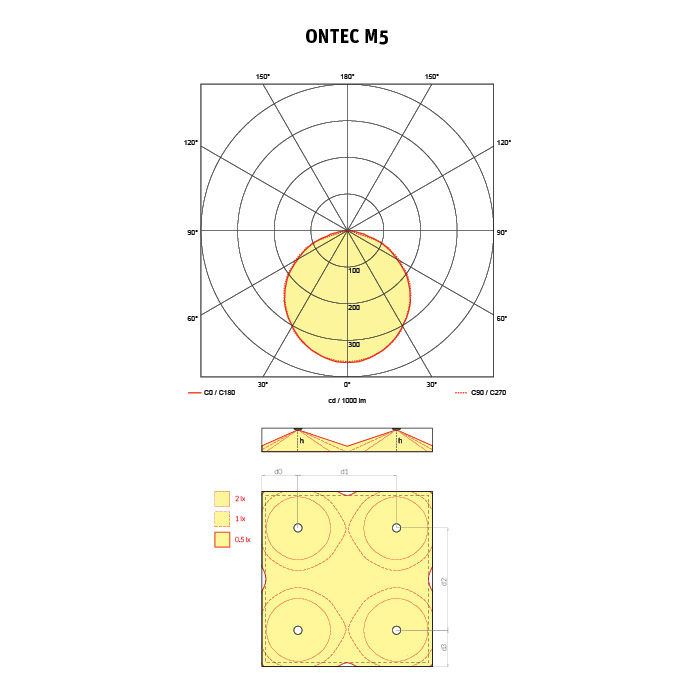 ONTEC M5
150° 180° 150°
120° 120°
90° 90°
100
200
60° 60°
300
30° 0° 30°
C0 / C180 C90 / C270
cd / 1000 lm
h h
d0 d1
2 lx
1 lx
0.5 lx
d2
d3